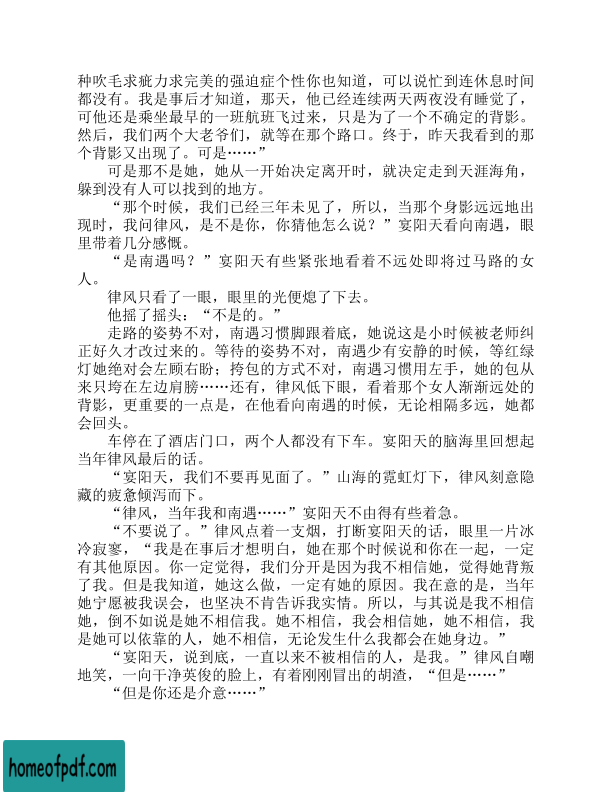 种吹毛求疵力求完美的强迫症个性你也知道，可以说忙到连休息时间
都没有。我是事后才知道，那天，他已经连续两天两夜没有睡觉了，
可他还是乘坐最早的一班航班飞过来，只是为了一个不确定的背影。
然后，我们两个大老爷们，就等在那个路口。终于，昨天我看到的那
个背影又出现了。可是……”
可是那不是她，她从一开始决定离开时，就决定走到天涯海角，
躲到没有人可以找到的地方。
“那个时候，我们已经三年未见了，所以，当那个身影远远地出
现时，我问律风，是不是你，你猜他怎么说？”宴阳天看向南遇，眼
里带着几分感慨。
“是南遇吗？”宴阳天有些紧张地看着不远处即将过马路的女
人。
律风只看了一眼，眼里的光便熄了下去。
他摇了摇头：“不是的。”
走路的姿势不对，南遇习惯脚跟着底，她说这是小时候被老师纠
正好久才改过来的。等待的姿势不对，南遇少有安静的时候，等红绿
灯她绝对会左顾右盼；挎包的方式不对，南遇习惯用左手，她的包从
来只垮在左边肩膀……还有，律风低下眼，看着那个女人渐渐远处的
背影，更重要的一点是，在他看向南遇的时候，无论相隔多远，她都
会回头。
车停在了酒店门口，两个人都没有下车。宴阳天的脑海里回想起
当年律风最后的话。
“宴阳天，我们不要再见面了。”山海的霓虹灯下，律风刻意隐
藏的疲惫倾泻而下。
“律风，当年我和南遇……”宴阳天不由得有些着急。
“不要说了。”律风点着一支烟，打断宴阳天的话，眼里一片冰
冷寂寥，“我是在事后才想明白，她在那个时候说和你在一起，一定
有其他原因。你一定觉得，我们分开是因为我不相信她，觉得她背叛
了我。但是我知道，她这么做，一定有她的原因。我在意的是，当年
她宁愿被我误会，也坚决不肯告诉我实情。所以，与其说是我不相信
她，倒不如说是她不相信我。她不相信，我会相信她，她不相信，我
是她可以依靠的人，她不相信，无论发生什么我都会在她身边。”
“宴阳天，说到底，一直以来不被相信的人，是我。”律风自嘲
地笑，一向干净英俊的脸上，有着刚刚冒出的胡渣，“但是……”
“但是你还是介意……”
homeofpdf.com